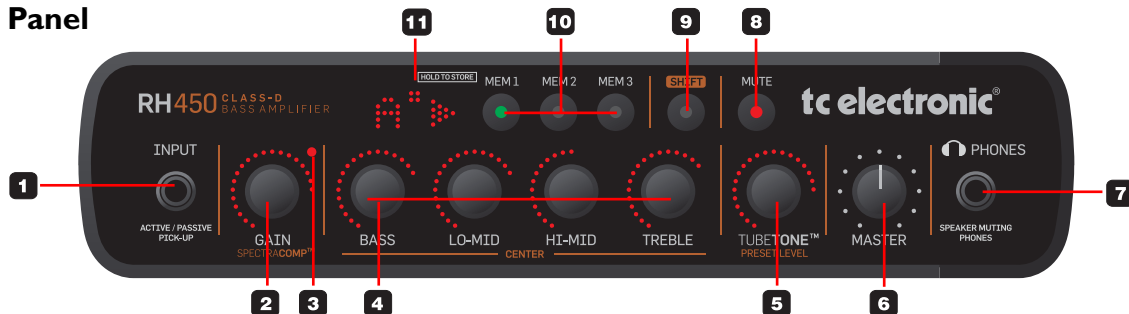 Panel
11
10
9
8
HOLD TO STORE
MEM 1
MEM 2
MEM 3
SHIFT
MUTE
RH450 CLASS-D
BASS AMPLIFIER
A#
tc electronic®
INPUT
PHONES
1
7
ACTIVE / PASSIVE
PICK-UP
GAIN
SPECTRACOMP™
BASS
LO-MID
HI-MID
TREBLE
CENTER
TUBETONE™
PRESET LEVEL
MASTER
SPEAKER MUTING
PHONES
2
3
4
5
6